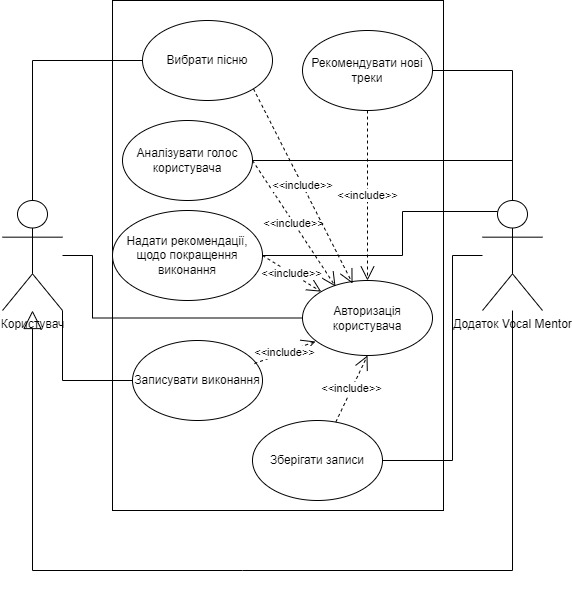 Вибрати пісню
Рекомендувати нові
треки
Аналізувати голос
користувача
<<include>>
<<include>>
<<include>>
Надати рекомендації,
щодо покращення
виконання
<<include>>
Авторизація
користувача
Користувач
Додаток Vocal Mentor
<<include>>
Записувати виконання
<<include>>
Зберігати записи